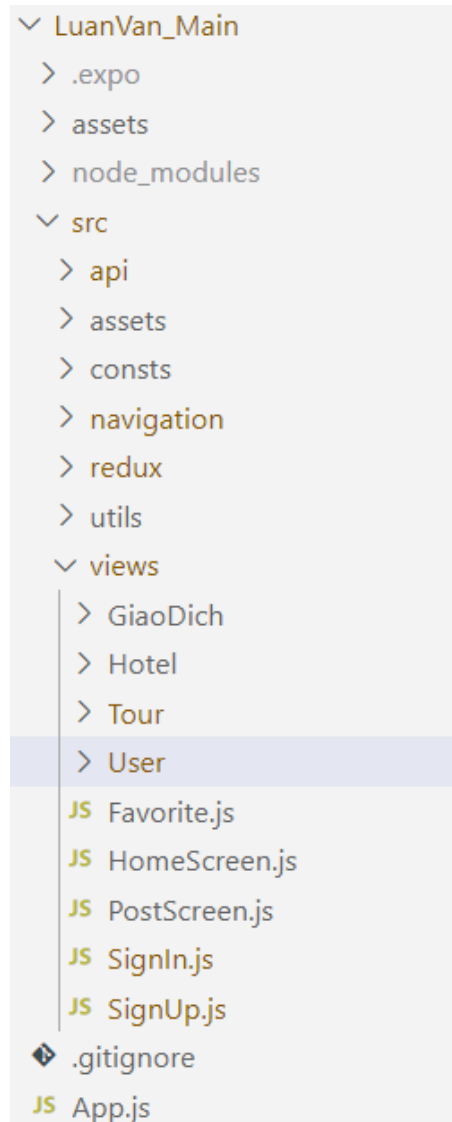 LuanVan_Main
.expo
assets
node_modules
src
api
assets
consts
navigation
redux
utils
views
GiaoDich
Hotel
Tour
User
JS Favorite.js
JS HomeScreen.js
JS PostScreen.js
JS SignIn.js
JS SignUp.js
.gitignore
JS App.js